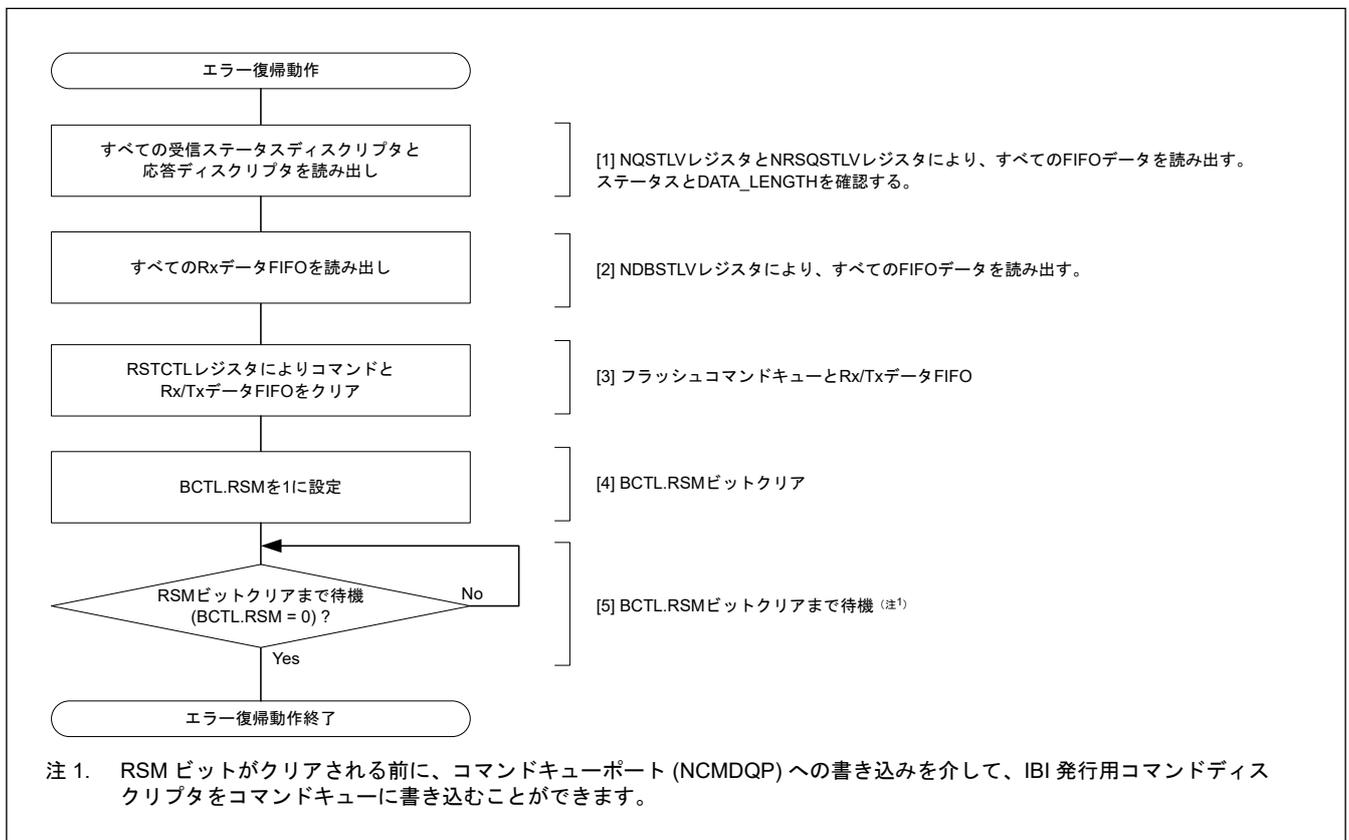 エラー復帰動作
すべての受信ステータスディスクリプタと
応答ディスクリプタを読み出し
[1] NQSTLVレジスタとNRSQSTLVレジスタにより、すべてのFIFOデータを読み出す。
ステータスとDATA_LENGTHを確認する。
すべてのRxデータFIFOを読み出し
[2] NDBSTLVレジスタにより、すべてのFIFOデータを読み出す。
RSTCTLレジスタによりコマンドと
Rx/TxデータFIFOをクリア
[3] フラッシュコマンドキューとRx/TxデータFIFO
BCTL.RSMを1に設定
[4] BCTL.RSMビットクリア
RSMビットクリアまで待機
(BCTL.RSM = 0) ?
No
[5] BCTL.RSMビットクリアまで待機（注1）
Yes
エラー復帰動作終了
注 1. RSM ビットがクリアされる前に、コマンドキューポート (NCMDQP) への書き込みを介して、IBI 発行用コマンドディス
クリプタをコマンドキューに書き込むことができます。